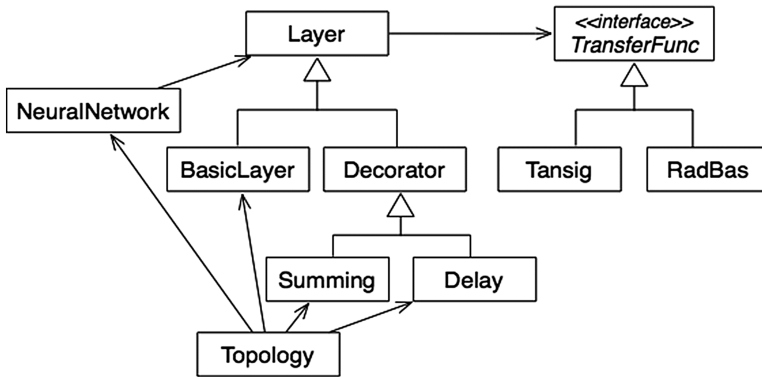 Layer
<<interface>>
TransferFunc
NeuralNetwork
BasicLayer
Decorator
Tansig
RadBas
Summing
Delay
Topology